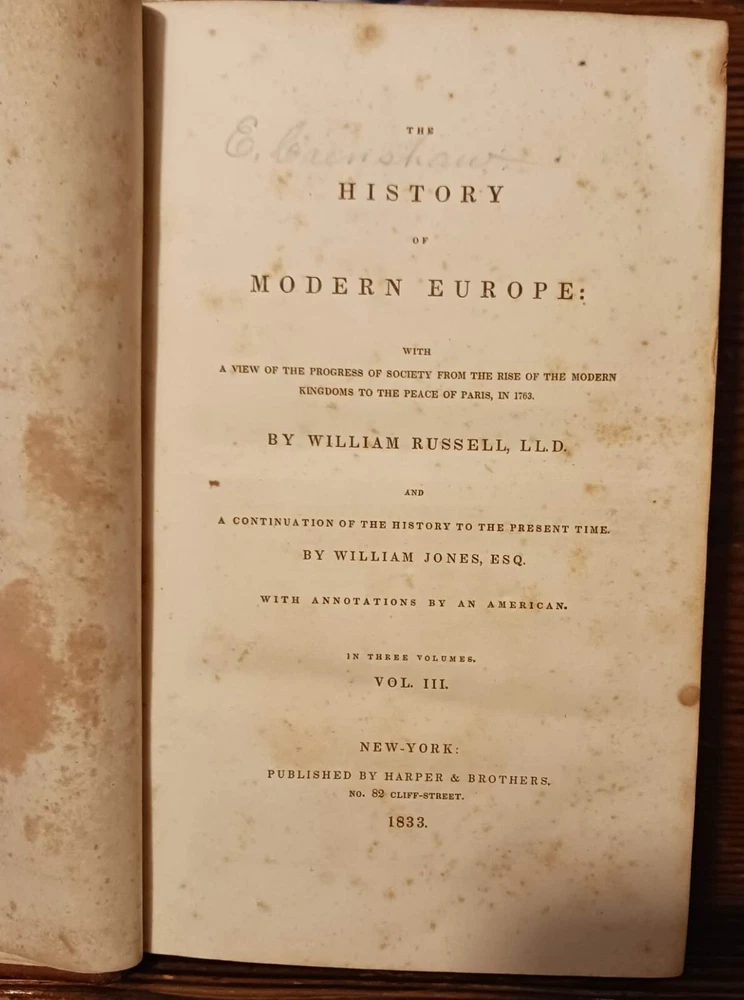 THE
E. Crenshaw
HISTORY
OF
MODERN EUROPE:
WITH
A VIEW OF THE PROGRESS OF SOCIETY FROM THE RISE OF THE MODERN
KINGDOMS TO THE PEACE OF PARIS, IN 1763.
BY WILLIAM RUSSELL, LL.D.
AND
A CONTINUATION OF THE HISTORY TO THE PRESENT TIME.
BY WILLIAM JONES, ESQ.
WITH ANNOTATIONS BY AN AMERICAN.
IN THREE VOLUMES.
VOL. III.
NEW-YORK:
PUBLISHED BY HARPER & BROTHERS,
NO. 82 CLIFF-STREET.
1833.